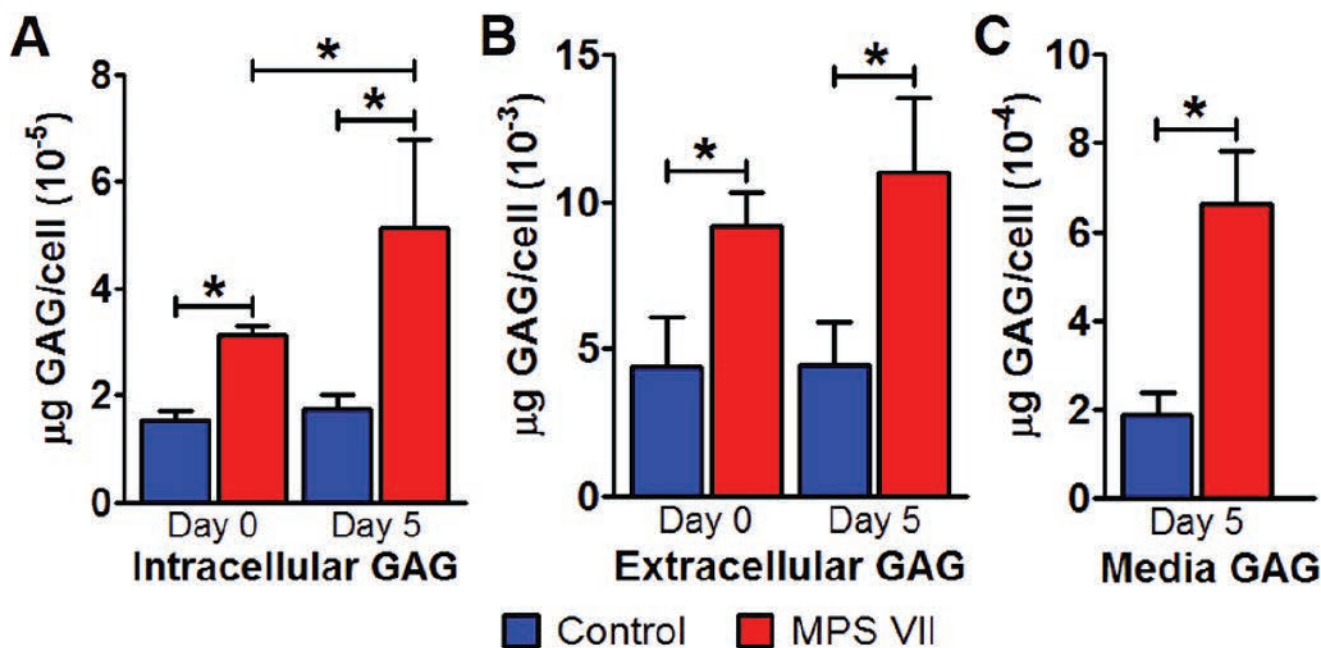 A
μg GAG/cell (10⁻⁵)
8
6
4
2
0
*
*
*
Day 0 Day 5
Intracellular GAG
B
μg GAG/cell (10⁻³)
15
10
5
0
*
*
Day 0 Day 5
Extracellular GAG
C
μg GAG/cell (10⁻⁴)
10
8
6
4
2
0
*
Day 5
Media GAG
Control MPS VII